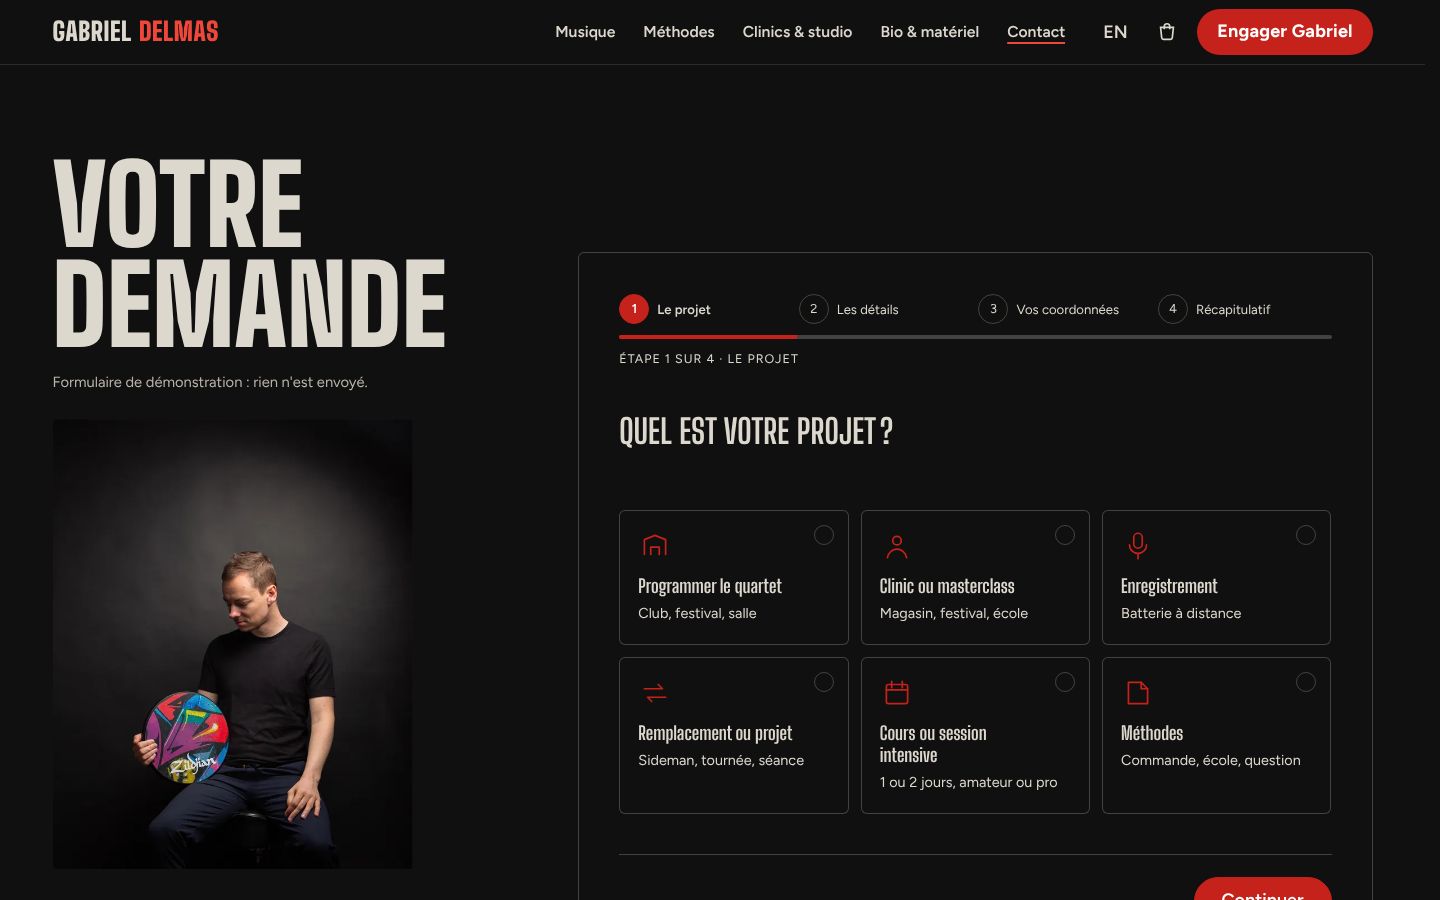 GABRIEL DELMAS
Musique
Méthodes
Clinics & studio
Bio & matériel
Contact
EN
Engager Gabriel
VOTRE
DEMANDE
Formulaire de démonstration : rien n'est envoyé.
Zildjian
1 Le projet
2 Les détails
3 Vos coordonnées
4 Récapitulatif
ÉTAPE 1 SUR 4 · LE PROJET
QUEL EST VOTRE PROJET ?
Programmer le quartet
Club, festival, salle
Clinic ou masterclass
Magasin, festival, école
Enregistrement
Batterie à distance
Remplacement ou projet
Sideman, tournée, séance
Cours ou session
intensive
1 ou 2 jours, amateur ou pro
Méthodes
Commande, école, question
Continuer